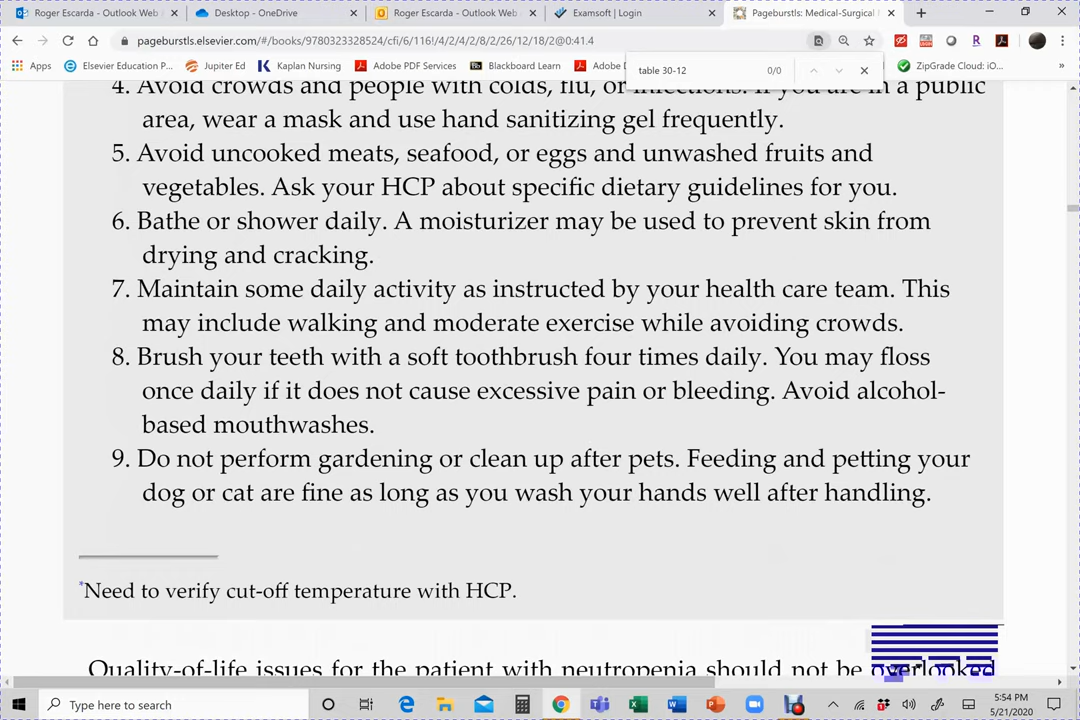 Roger Escarda - Outlook Web
Desktop - OneDrive
Roger Escarda - Outlook Web
Examsoft | Login
Pageburstls: Medical-Surgical
pageburstls.elsevier.com/#/books/9780323328524/cfi/6/116!/4/2/4/2/8/2/26/12/18/2@0:41.4
Apps
Elsevier Education P...
Jupiter Ed
Kaplan Nursing
Adobe PDF Services
Blackboard Learn
Adobe
table 30-12
0/0
ZipGrade Cloud: iO...
4. Avoid crowds and people with colds, flu, or infections. If you are in a public
area, wear a mask and use hand sanitizing gel frequently.
5. Avoid uncooked meats, seafood, or eggs and unwashed fruits and
vegetables. Ask your HCP about specific dietary guidelines for you.
6. Bathe or shower daily. A moisturizer may be used to prevent skin from
drying and cracking.
7. Maintain some daily activity as instructed by your health care team. This
may include walking and moderate exercise while avoiding crowds.
8. Brush your teeth with a soft toothbrush four times daily. You may floss
once daily if it does not cause excessive pain or bleeding. Avoid alcohol-
based mouthwashes.
9. Do not perform gardening or clean up after pets. Feeding and petting your
dog or cat are fine as long as you wash your hands well after handling.
*Need to verify cut-off temperature with HCP.
Quality-of-life issues for the patient with neutropenia should not be overlooked
Type here to search
5:54 PM
5/21/2020